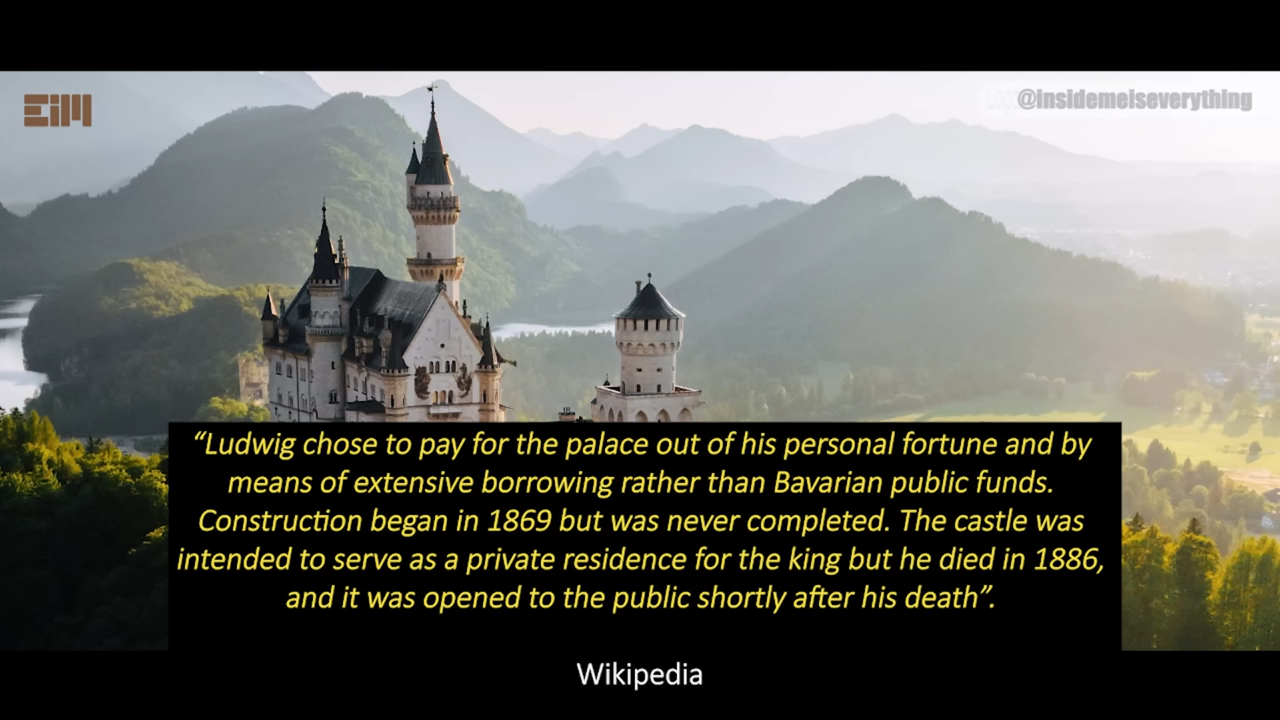 EiM
@insidemeiseverything
“Ludwig chose to pay for the palace out of his personal fortune and by
means of extensive borrowing rather than Bavarian public funds.
Construction began in 1869 but was never completed. The castle was
intended to serve as a private residence for the king but he died in 1886,
and it was opened to the public shortly after his death”.
Wikipedia